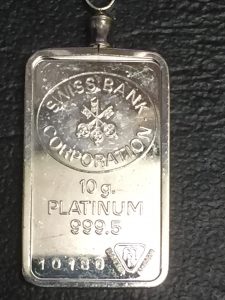 SWISS BANK
CORPORATION
10 g.
PLATINUM
999.5